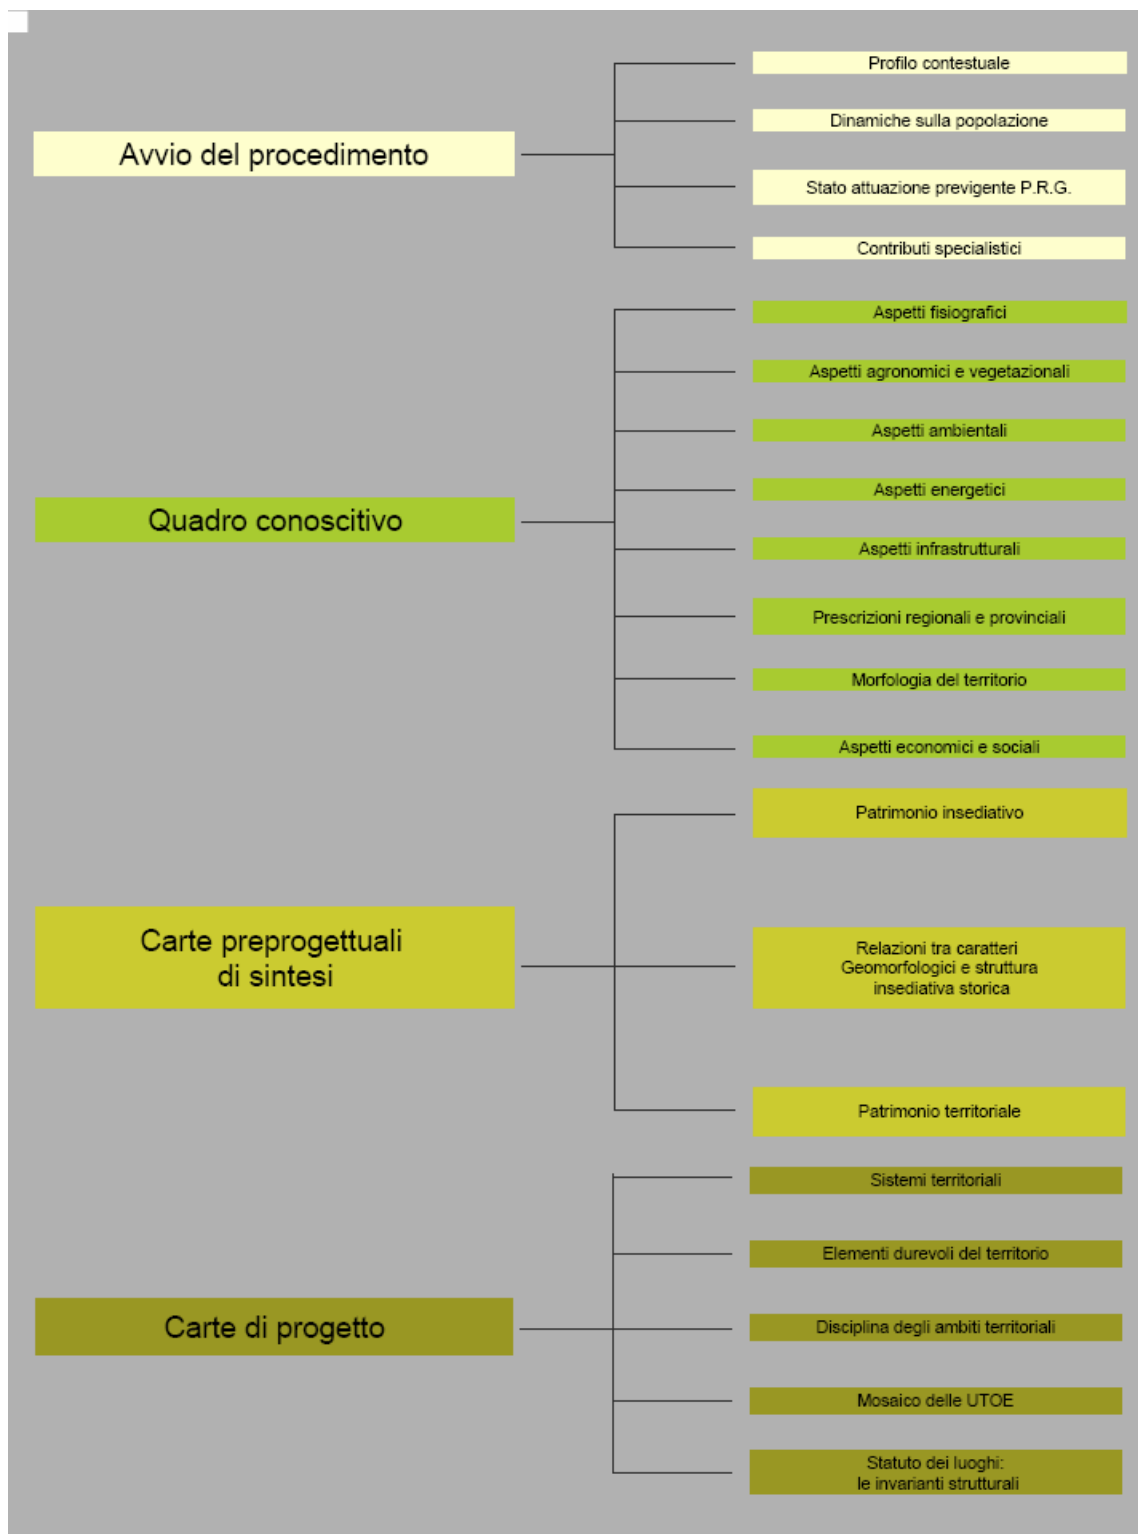 Avvio del procedimento
Profilo contestuale
Dinamiche sulla popolazione
Stato attuazione previgente P.R.G.
Contributi specialistici
Quadro conoscitivo
Aspetti fisiografici
Aspetti agronomici e vegetazionali
Aspetti ambientali
Aspetti energetici
Aspetti infrastrutturali
Prescrizioni regionali e provinciali
Morfologia del territorio
Aspetti economici e sociali
Carte preprogettuali
di sintesi
Patrimonio insediativo
Relazioni tra caratteri
Geomorfologici e struttura
insediativa storica
Patrimonio territoriale
Carte di progetto
Sistemi territoriali
Elementi durevoli del territorio
Disciplina degli ambiti territoriali
Mosaico delle UTOE
Statuto dei luoghi:
le invarianti strutturali